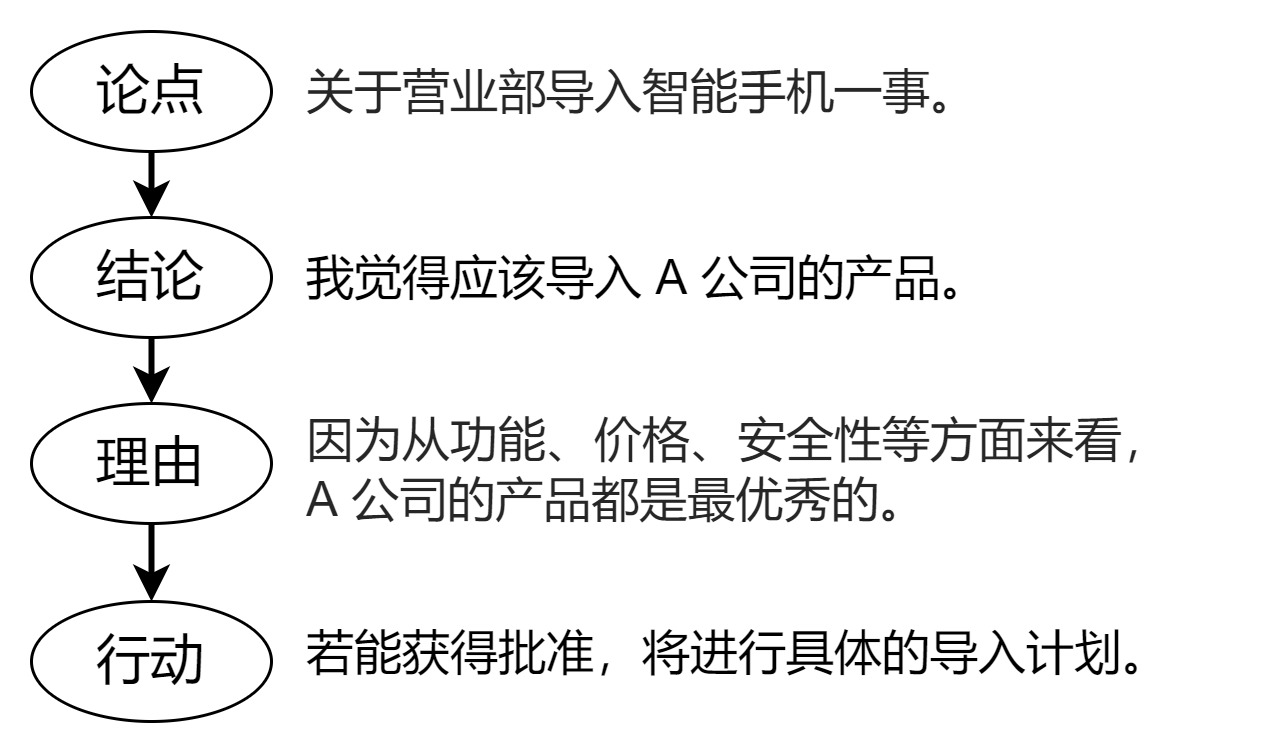 论点
关于营业部导入智能手机一事。
结论
我觉得应该导入 A 公司的产品。
理由
因为从功能、价格、安全性等方面来看，
A 公司的产品都是最优秀的。
行动
若能获得批准，将进行具体的导入计划。